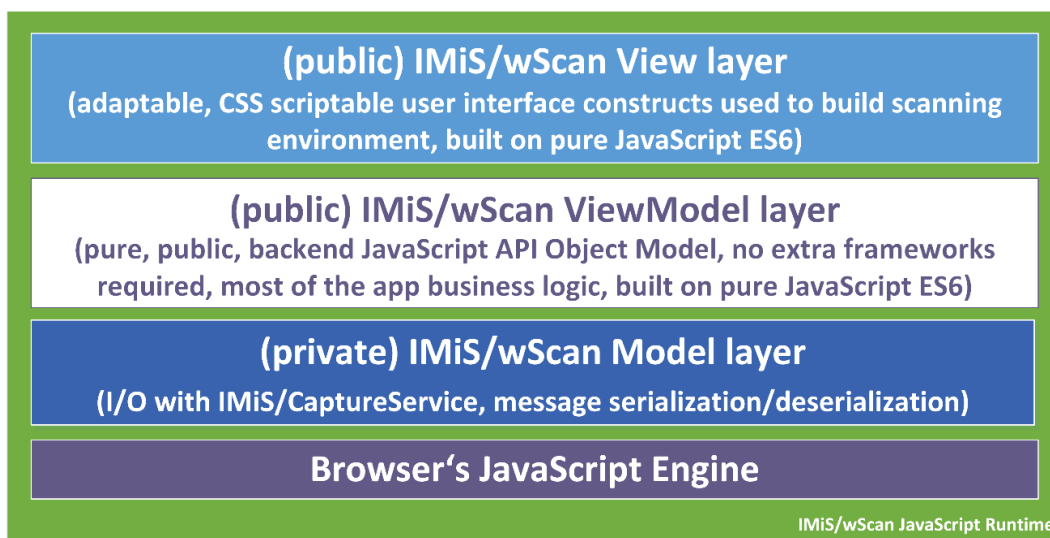 (public) IMiS/wScan View layer
(adaptable, CSS scriptable user interface constructs used to build scanning
environment, built on pure JavaScript ES6)
(public) IMiS/wScan ViewModel layer
(pure, public, backend JavaScript API Object Model, no extra frameworks
required, most of the app business logic, built on pure JavaScript ES6)
(private) IMiS/wScan Model layer
(I/O with IMiS/CaptureService, message serialization/deserialization)
Browser‘s JavaScript Engine
IMiS/wScan JavaScript Runtime